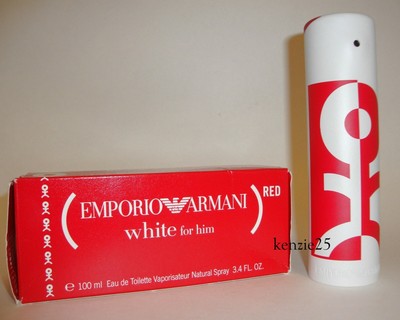 EMPORIO ARMANI
RED
white for him
kenzie25
e 100 ml Eau de Toilette Vaporisateur Natural Spray 3.4 FL. OZ.